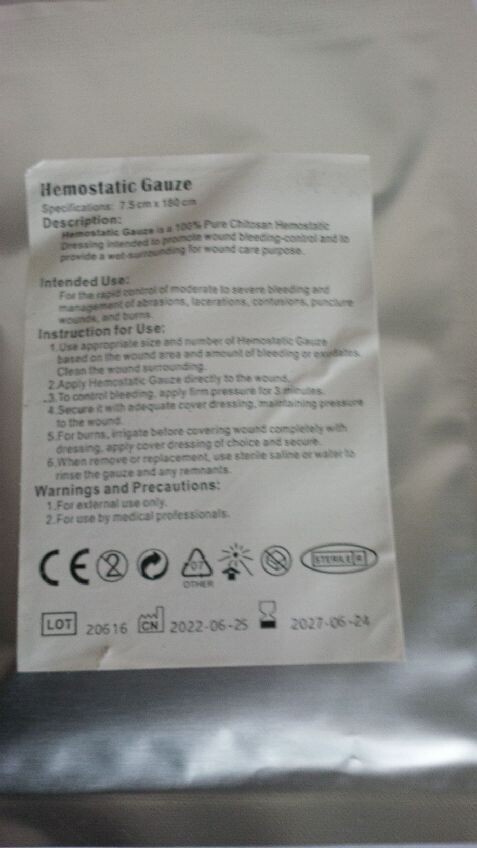 Hemostatic Gauze
Specifications: 7.5cm x 180cm
Description:
Hemostatic Gauze is a 100% Pure Chitosan Hemostatic
Dressing intended to promote wound bleeding-control and to
provide a wet-surrounding for wound care purpose.
Intended Use:
For the rapid control of moderate to severe bleeding and
management of abrasions, lacerations, contusions, puncture
wounds, and burns.
Instruction for Use:
1.Use appropriate size and number of Hemostatic Gauze
based on the wound area and amount of bleeding or exudates.
Clean the wound surrounding.
2.Apply Hemostatic Gauze directly to the wound.
3.To control bleeding, apply firm pressure for 3 minutes.
4.Secure it with adequate cover dressing, maintaining pressure
to the wound.
5.For burns, irrigate before covering wound completely with
dressing, apply cover dressing of choice and secure.
6.When remove or replacement, use sterile saline or water to
rinse the gauze and any remnants.
Warnings and Precautions:
1.For external use only.
2.For use by medical professionals.
CE 2 07 STERILE R
OTHER
LOT 20616 CN 2022-06-25 2027-06-24